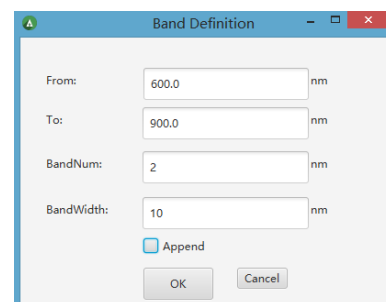 Band Definition
From: 600.0 nm
To: 900.0 nm
BandNum: 2 nm
BandWidth: 10 nm
Append
OK Cancel